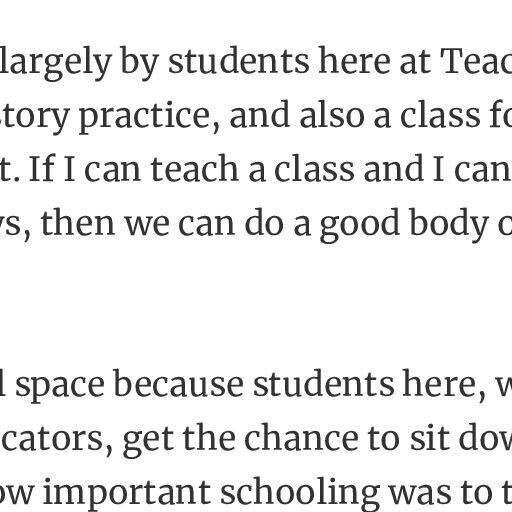 largely by students here at Teac
tory practice, and also a class fo
t. If I can teach a class and I can
s, then we can do a good body o
l space because students here, w
cators, get the chance to sit dow
ow important schooling was to t